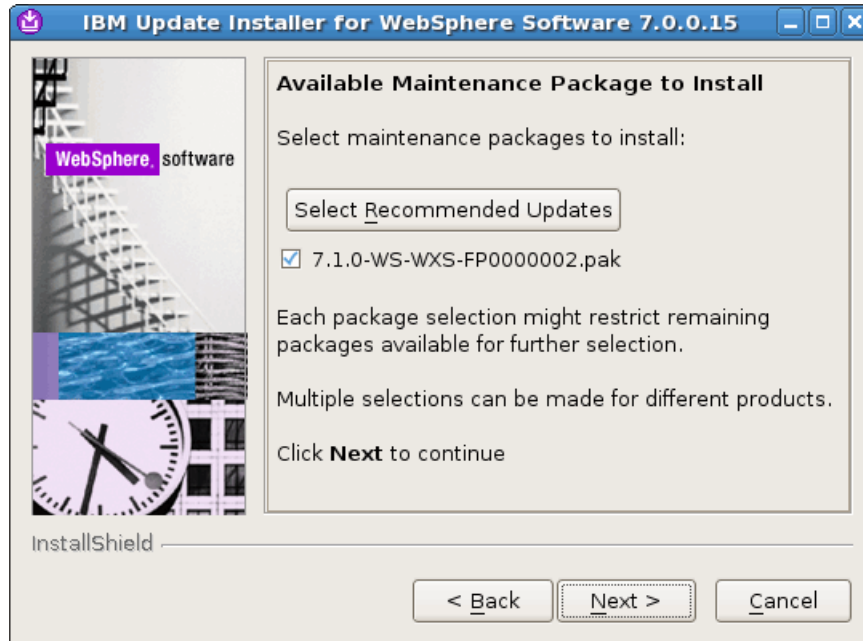 IBM Update Installer for WebSphere Software 7.0.0.15
WebSphere. software
Available Maintenance Package to Install
Select maintenance packages to install:
Select Recommended Updates
7.1.0-WS-WXS-FP0000002.pak
Each package selection might restrict remaining
packages available for further selection.
Multiple selections can be made for different products.
Click Next to continue
InstallShield
< Back
Next >
Cancel